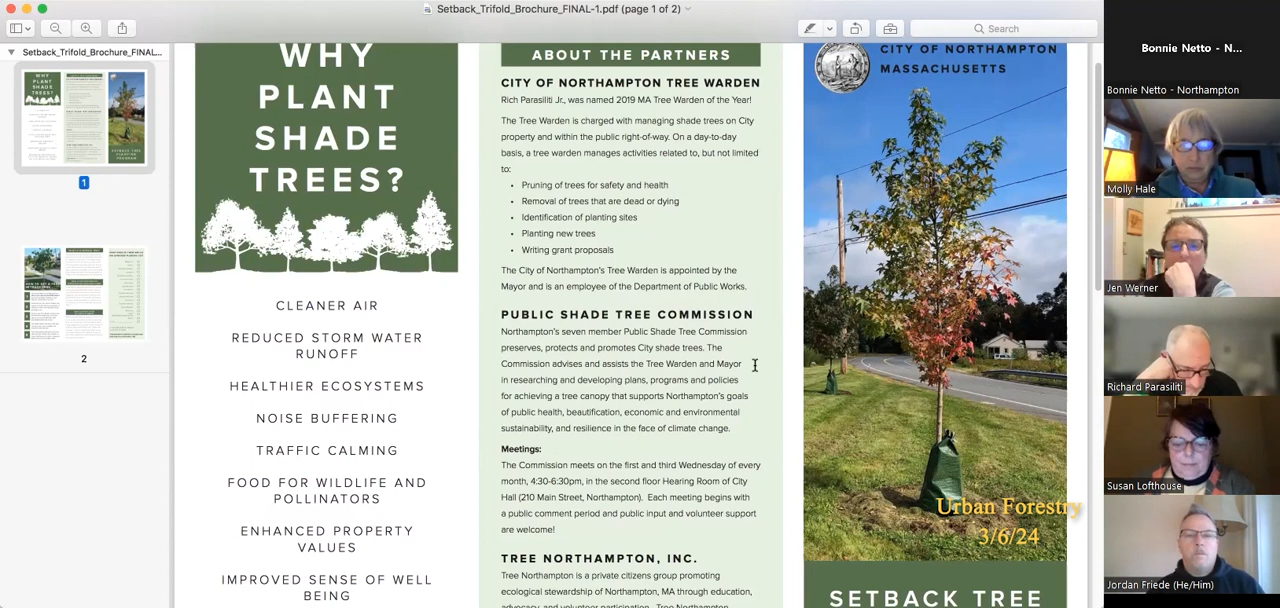 Setback_Trifold_Brochure_FINAL-1.pdf (page 1 of 2)
Search
Setback_Trifold_Brochure_FINAL...
1
2
WHY
PLANT
SHADE
TREES?
CLEANER AIR
REDUCED STORM WATER
RUNOFF
HEALTHIER ECOSYSTEMS
NOISE BUFFERING
TRAFFIC CALMING
FOOD FOR WILDLIFE AND
POLLINATORS
ENHANCED PROPERTY
VALUES
IMPROVED SENSE OF WELL
BEING
ABOUT THE PARTNERS
CITY OF NORTHAMPTON TREE WARDEN
Rich Parasiliti Jr., was named 2019 MA Tree Warden of the Year!
The Tree Warden is charged with managing shade trees on City
property and within the public right-of-way. On a day-to-day
basis, a tree warden manages activities related to, but not limited
to:
• Pruning of trees for safety and health
• Removal of trees that are dead or dying
• Identification of planting sites
• Planting new trees
Writing grant proposals
The City of Northampton's Tree Warden is appointed by the
Mayor and is an employee of the Department of Public Works.
PUBLIC SHADE TREE COMMISSION
Northampton's seven member Public Shade Tree Commission
preserves, protects and promotes City shade trees. The
Commission advises and assists the Tree Warden and Mayor
in researching and developing plans, programs and policies
for achieving a tree canopy that supports Northampton's goals
of public health, beautification, economic and environmental
sustainability, and resilience in the face of climate change.
Meetings:
The Commission meets on the first and third Wednesday of every
month, 4:30-6:30pm, in the second floor Hearing Room of City
Hall (210 Main Street, Northampton). Each meeting begins with
a public comment period and public input and volunteer support
are welcome!
TREE NORTHAMPTON, INC.
Tree Northampton is a private citizens group promoting
ecological stewardship of Northampton, MA through education,
advocacy, and volunteer participation. Tree Northampton
CITY OF NORTHAMPTON
MASSACHUSETTS
Urban Forestry
3/6/24
SETBACK TREE
Bonnie Netto - N...
Bonnie Netto - Northampton
Molly Hale
Jen Werner
Richard Parasiliti
Susan Lofthouse
Jordan Friede (He/Him)